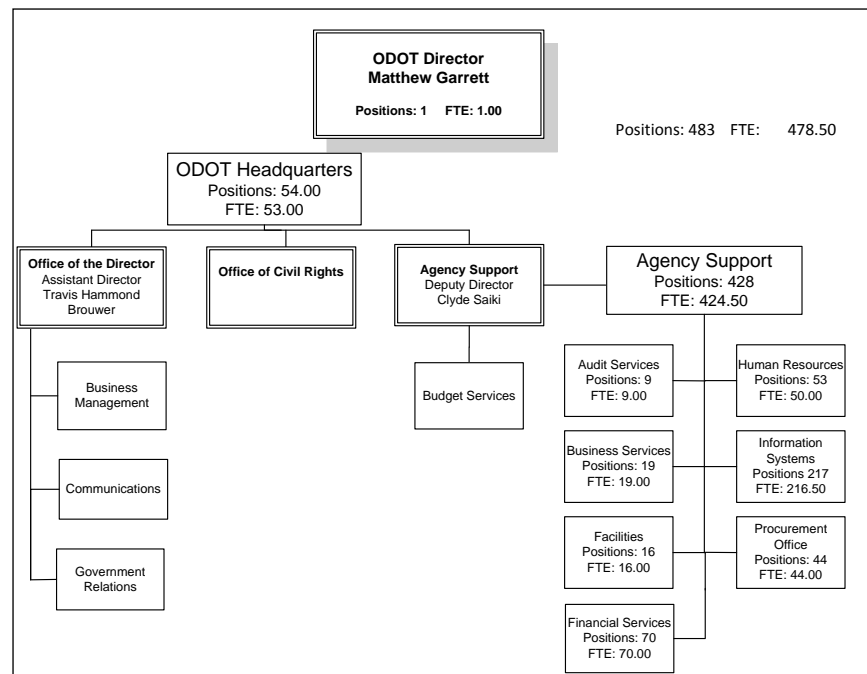 ODOT Director
Matthew Garrett
Positions: 1 FTE: 1.00
Positions: 483 FTE: 478.50
ODOT Headquarters
Positions: 54.00
FTE: 53.00
Office of the Director
Assistant Director
Travis Hammond
Brouwer
Office of Civil Rights
Agency Support
Deputy Director
Clyde Saiki
Agency Support
Positions: 428
FTE: 424.50
Business
Management
Communications
Government
Relations
Budget Services
Audit Services
Positions: 9
FTE: 9.00
Human Resources
Positions: 53
FTE: 50.00
Business Services
Positions: 19
FTE: 19.00
Information
Systems
Positions 217
FTE: 216.50
Facilities
Positions: 16
FTE: 16.00
Procurement
Office
Positions: 44
FTE: 44.00
Financial Services
Positions: 70
FTE: 70.00